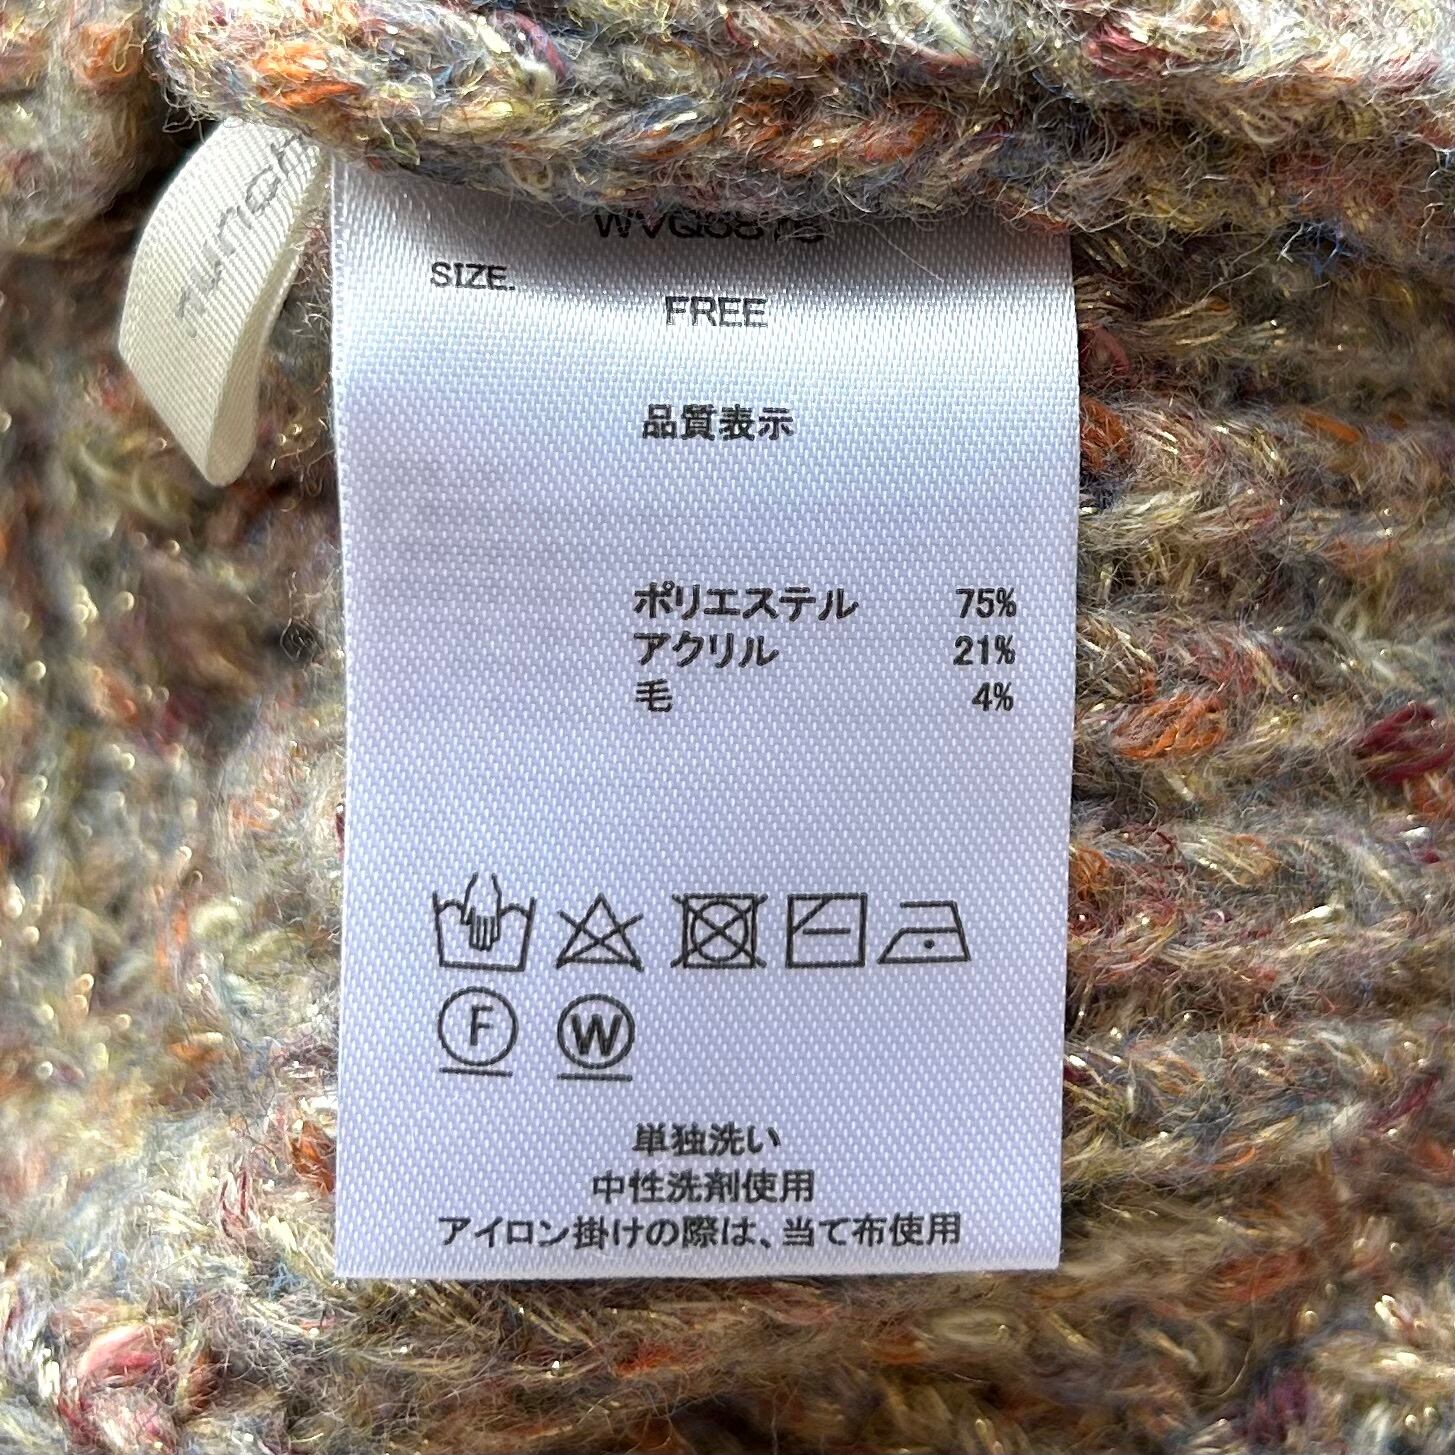 SIZE.
FREE
品質表示
ポリエステル 75%
アクリル 21%
毛 4%
F W
単独洗い
中性洗剤使用
アイロン掛けの際は、当て布使用